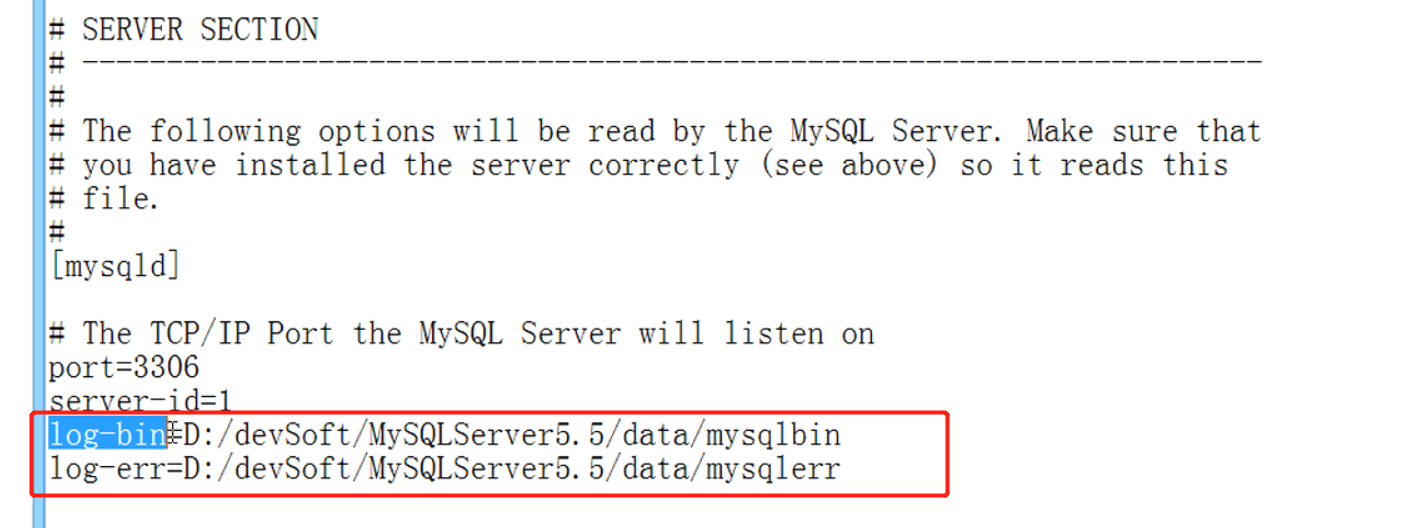 # SERVER SECTION
# ----------------------------------------------------------------------
#
# The following options will be read by the MySQL Server. Make sure that
# you have installed the server correctly (see above) so it reads this
# file.
#
[mysqld]
# The TCP/IP Port the MySQL Server will listen on
port=3306
server-id=1
log-bin=D:/devSoft/MySQLServer5.5/data/mysqlbin
log-err=D:/devSoft/MySQLServer5.5/data/mysqlerr